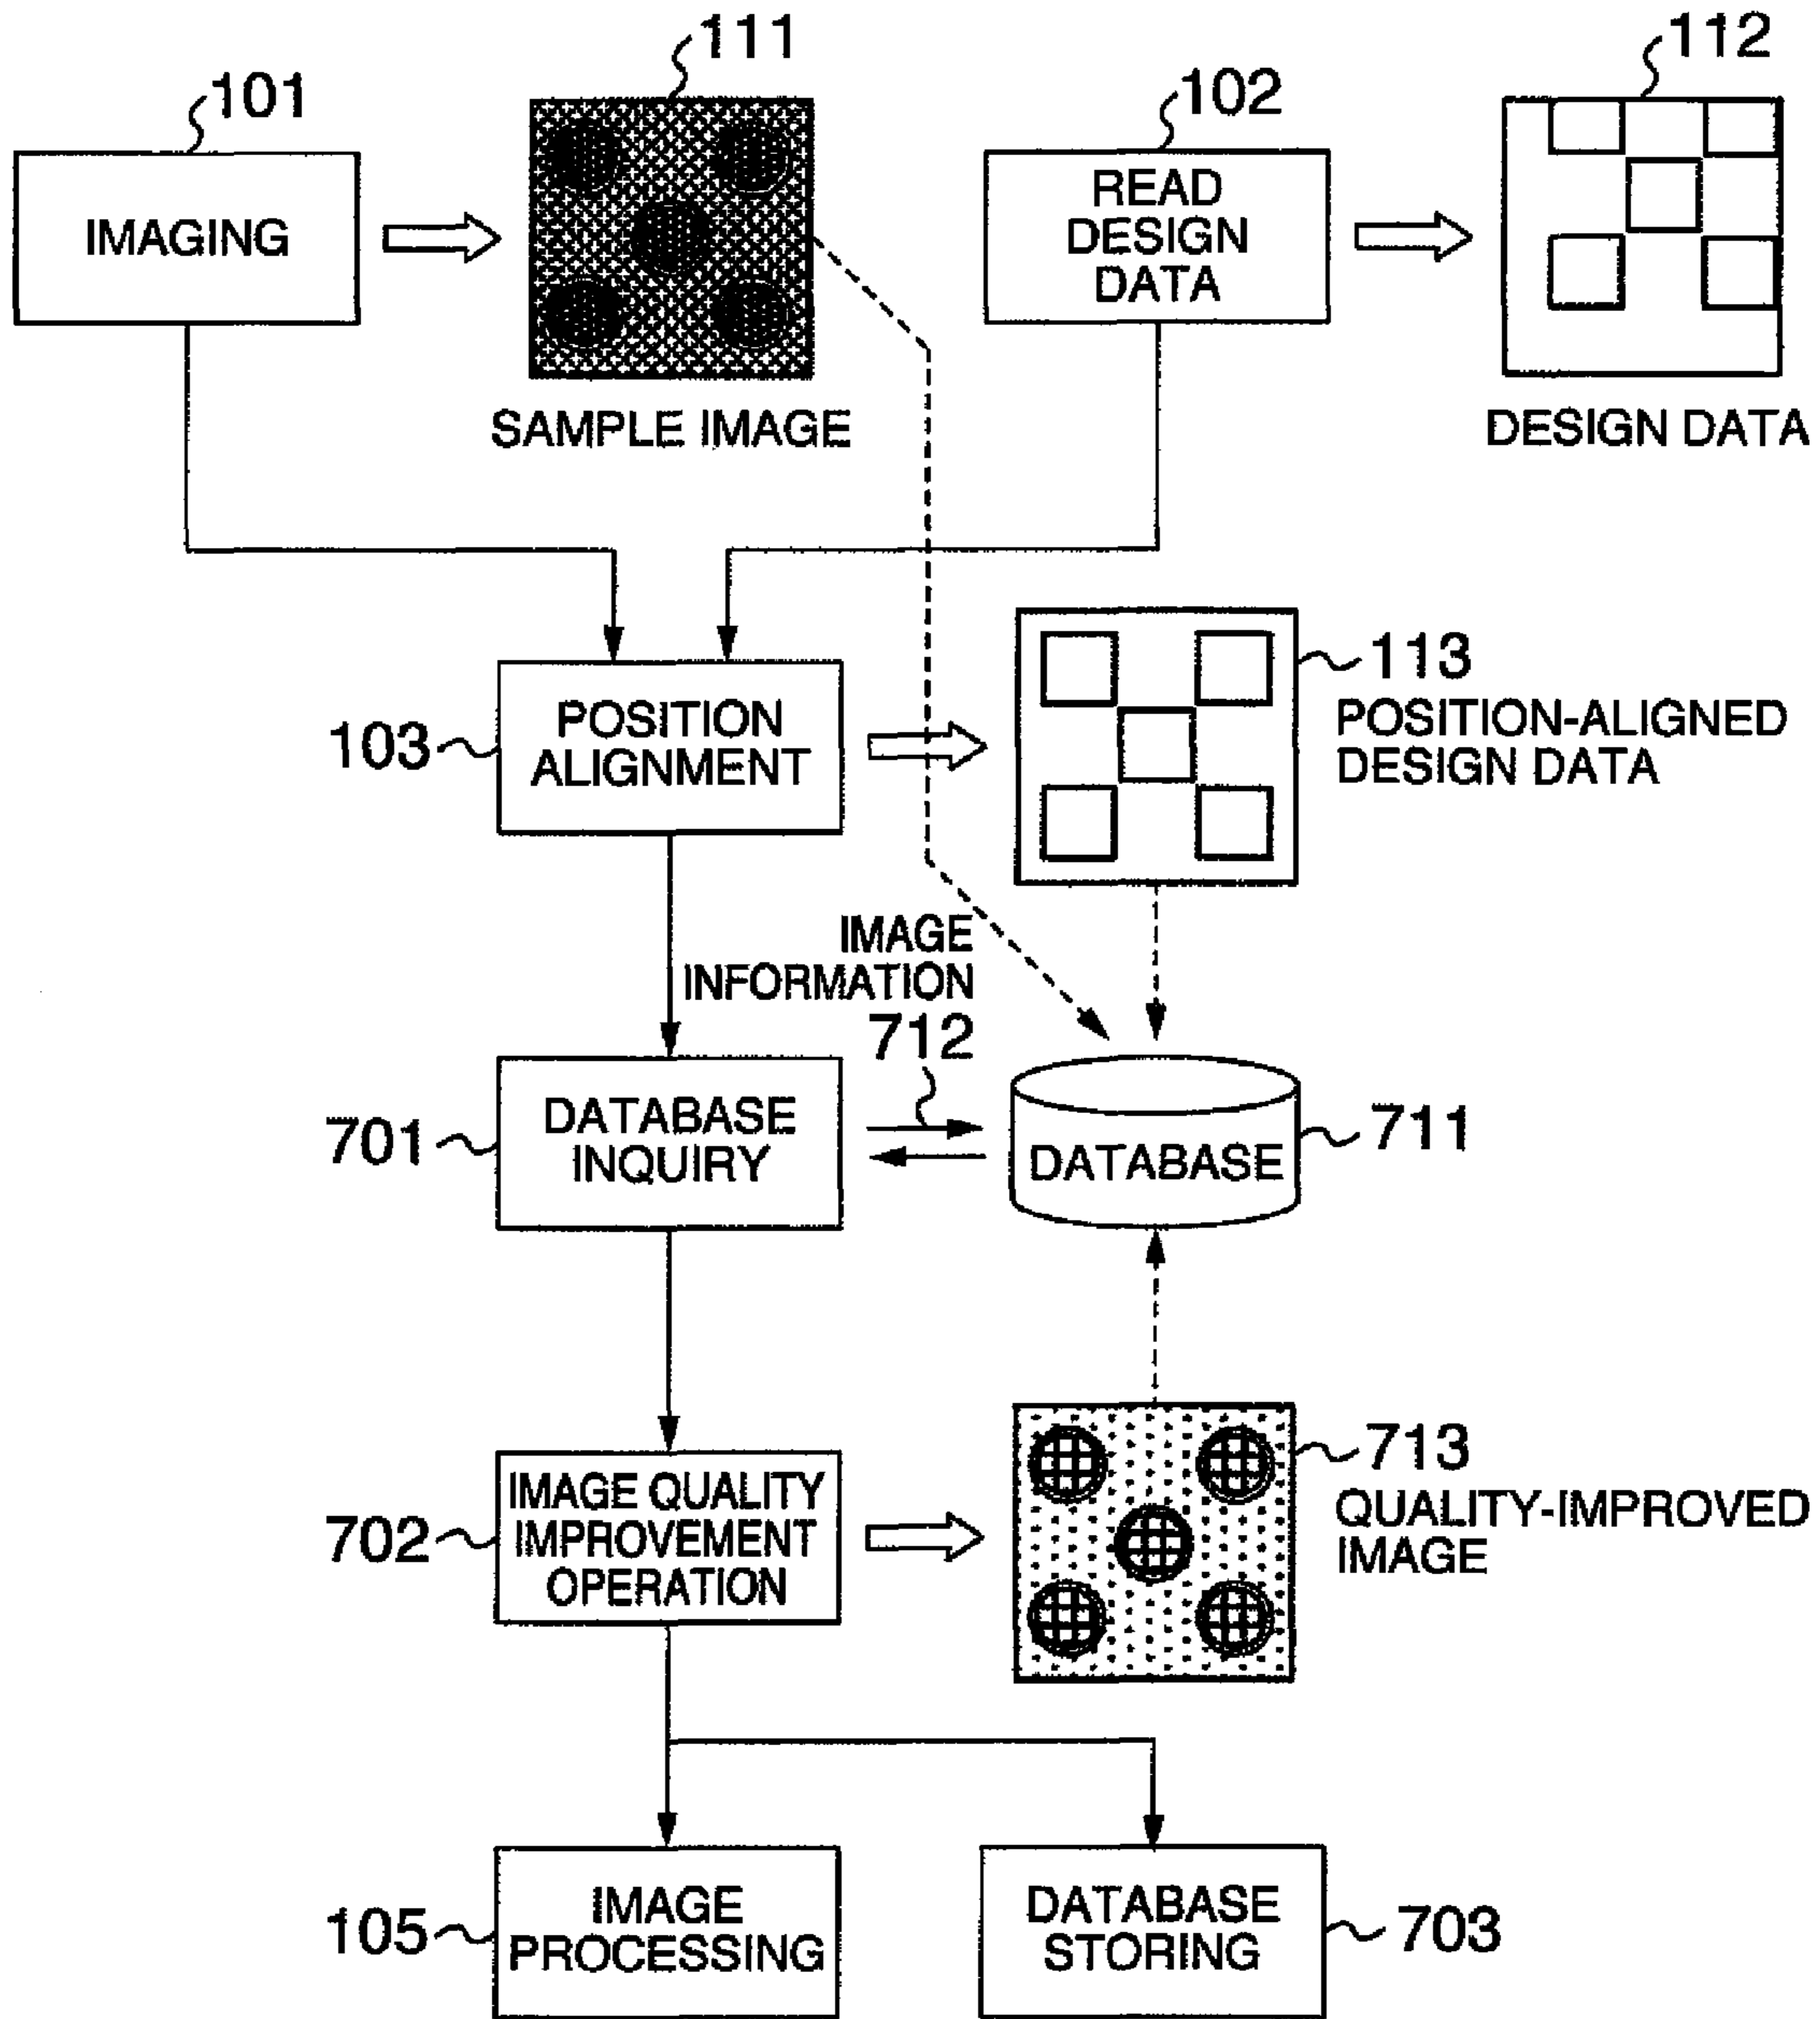 111
112
101
102
IMAGING
READ
DESIGN
DATA
SAMPLE IMAGE
DESIGN DATA
103
POSITION
ALIGNMENT
113
POSITION-ALIGNED
DESIGN DATA
IMAGE
INFORMATION
712
701
DATABASE
INQUIRY
DATABASE
711
702
IMAGE QUALITY
IMPROVEMENT
OPERATION
713
QUALITY-IMPROVED
IMAGE
105
IMAGE
PROCESSING
DATABASE
STORING
703